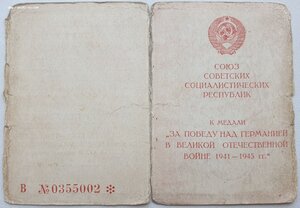 В №0355002 ✻
СОЮЗ
СОВЕТСКИХ
СОЦИАЛИСТИЧЕСКИХ
РЕСПУБЛИК
К МЕДАЛИ
„ЗА ПОБЕДУ НАД ГЕРМАНИЕЙ
В ВЕЛИКОЙ ОТЕЧЕСТВЕННОЙ
ВОЙНЕ 1941—1945 гг."